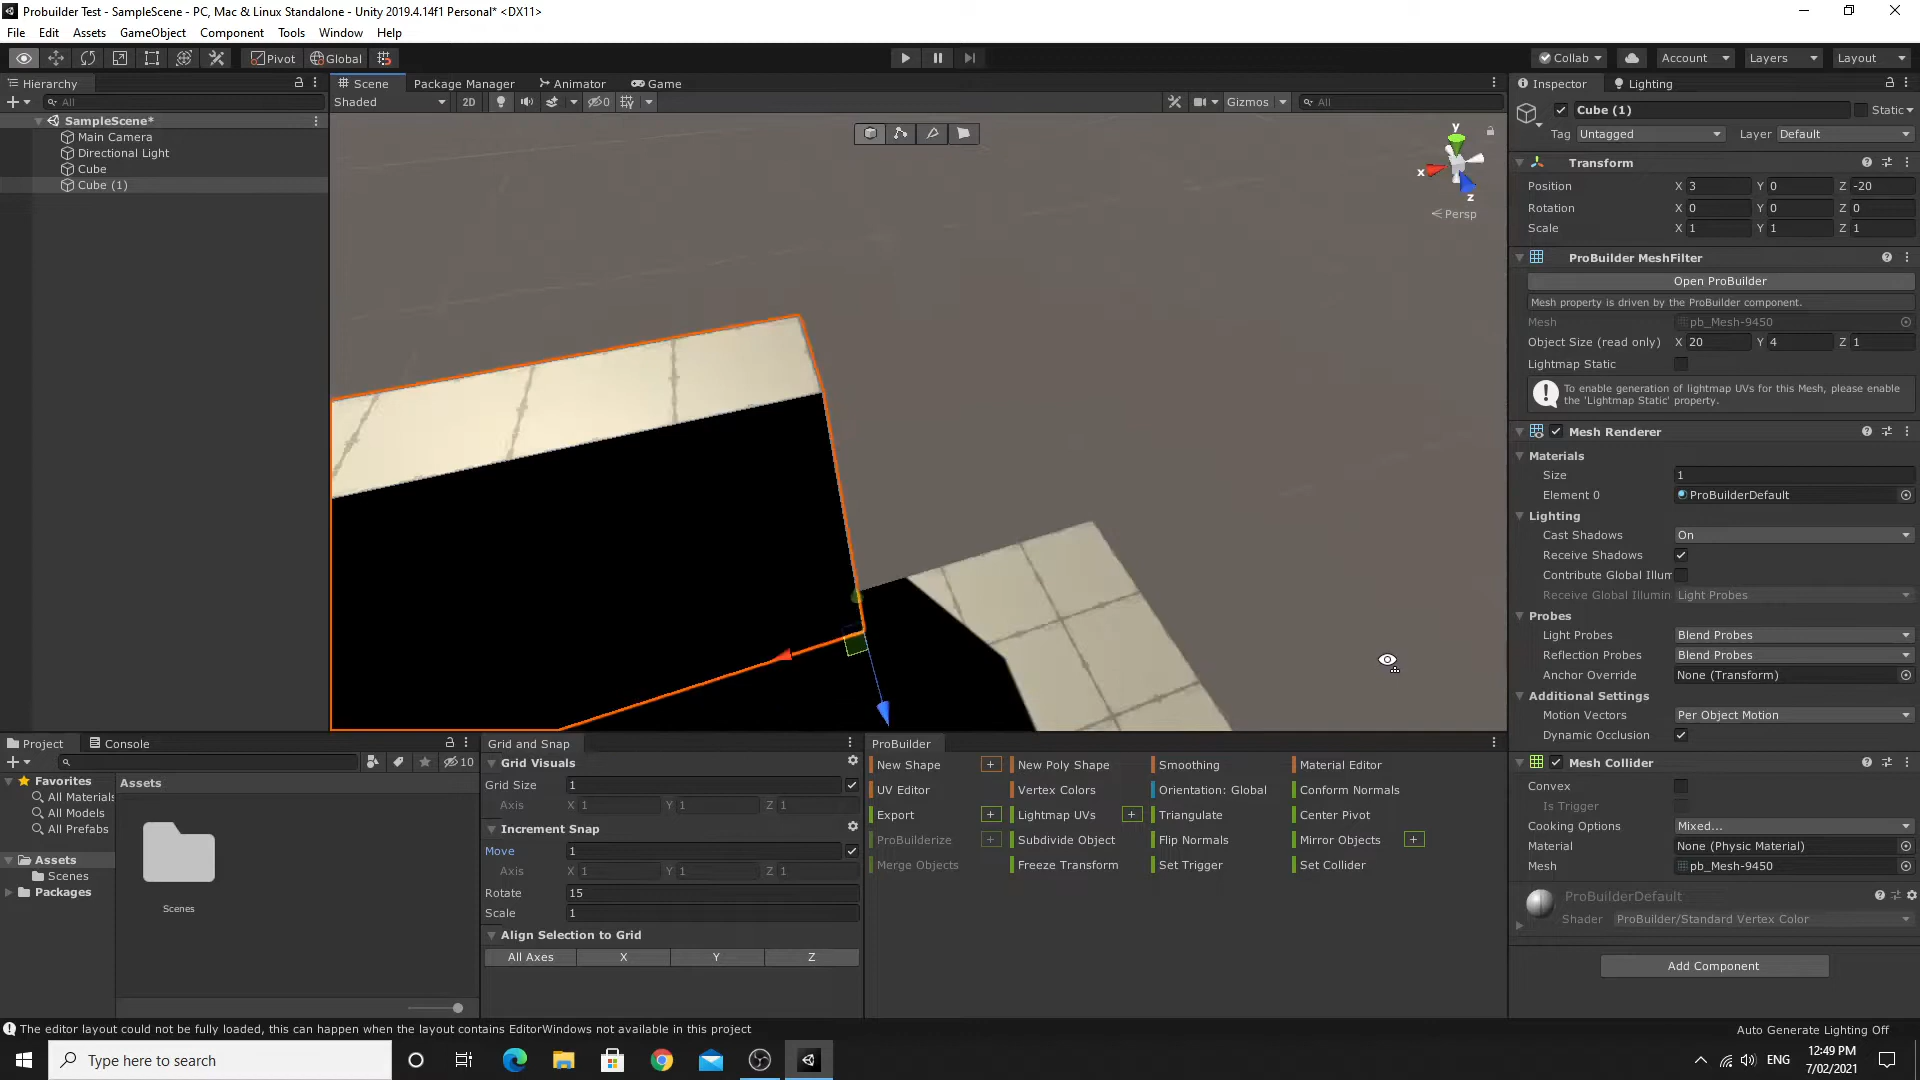 Probuilder Test - SampleScene - PC, Mac & Linux Standalone - Unity 2019.4.14f1 Personal* <DX11>
File Edit Assets GameObject Component Tools Window Help
Pivot Global Collab Account Layers Layout
Hierarchy Scene Package Manager Animator Game Inspector Lighting
All Shaded 2D 0 Gizmos All
SampleScene*
Main Camera
Directional Light
Cube
Cube (1)
y
x
z
Persp
Cube (1) Static
Tag Untagged Layer Default
Transform
Position X 3 Y 0 Z -20
Rotation X 0 Y 0 Z 0
Scale X 1 Y 1 Z 1
ProBuilder MeshFilter
Open ProBuilder
Mesh property is driven by the ProBuilder component.
Mesh pb_Mesh-9450
Object Size (read only) X 20 Y 4 Z 1
Lightmap Static
To enable generation of lightmap UVs for this Mesh, please enable
the 'Lightmap Static' property.
Mesh Renderer
Materials
Size 1
Element 0 ProBuilderDefault
Lighting
Cast Shadows On
Receive Shadows
Contribute Global Illum
Receive Global Illumin Light Probes
Probes
Light Probes Blend Probes
Reflection Probes Blend Probes
Anchor Override None (Transform)
Additional Settings
Motion Vectors Per Object Motion
Dynamic Occlusion
Mesh Collider
Convex
Is Trigger
Cooking Options Mixed...
Material None (Physic Material)
Mesh pb_Mesh-9450
ProBuilderDefault
Shader ProBuilder/Standard Vertex Color
Add Component
Project Console
10
Favorites
All Materials
All Models
All Prefabs
Assets
Scenes
Packages
Assets
Scenes
Grid and Snap
Grid Visuals
Grid Size 1
Axis X 1 Y 1 Z 1
Increment Snap
Move 1
Axis X 1 Y 1 Z 1
Rotate 15
Scale 1
Align Selection to Grid
All Axes X Y Z
ProBuilder
New Shape + New Poly Shape Smoothing Material Editor
UV Editor Vertex Colors Orientation: Global Conform Normals
Export + Lightmap UVs + Triangulate Center Pivot
ProBuilderize + Subdivide Object Flip Normals Mirror Objects +
Merge Objects Freeze Transform Set Trigger Set Collider
The editor layout could not be fully loaded, this can happen when the layout contains EditorWindows not available in this project
Auto Generate Lighting Off
Type here to search
ENG
12:49 PM
7/02/2021